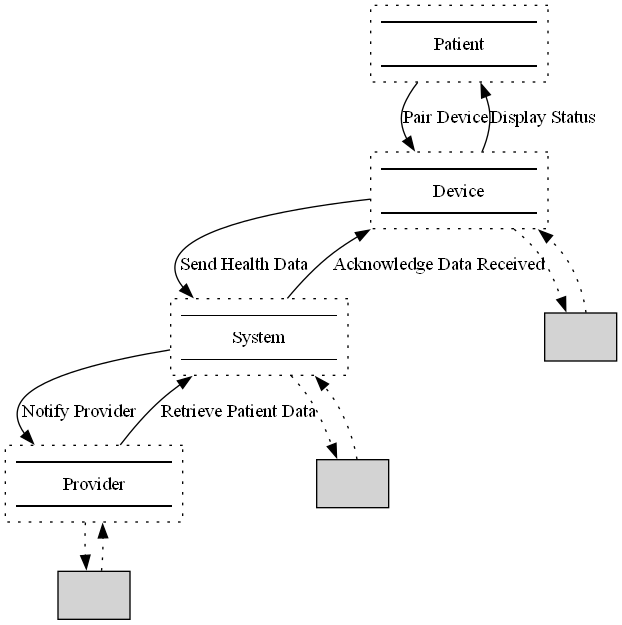 Patient
Pair Device
Display Status
Device
Send Health Data
Acknowledge Data Received
System
Notify Provider
Retrieve Patient Data
Provider